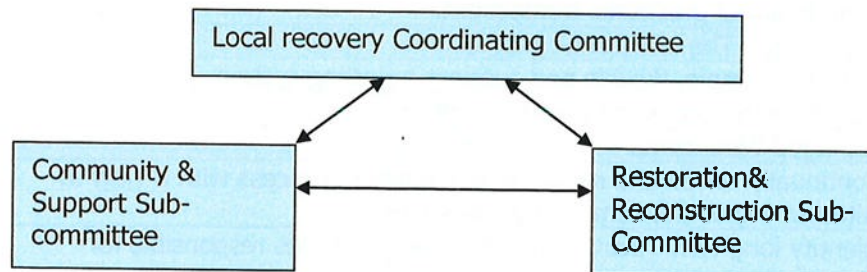 Local recovery Coordinating Committee
Community &
Support Sub-
committee
Restoration&
Reconstruction Sub-
Committee